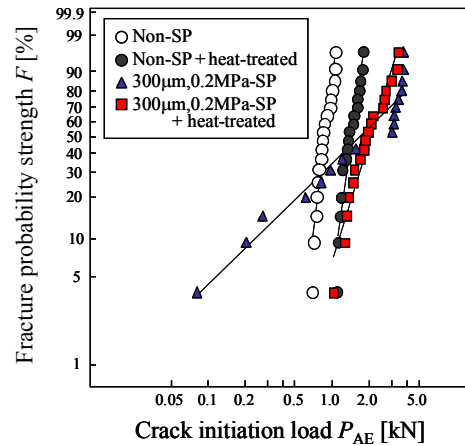 99.9
99
90
80
70
60
50
40
30
20
10
5
1
Fracture probability strength F [%]
Non-SP
Non-SP + heat-treated
300μm,0.2MPa-SP
300μm,0.2MPa-SP
+ heat-treated
0.05 0.1 0.2 0.5 1.0 2.0 5.0
Crack initiation load PAE [kN]